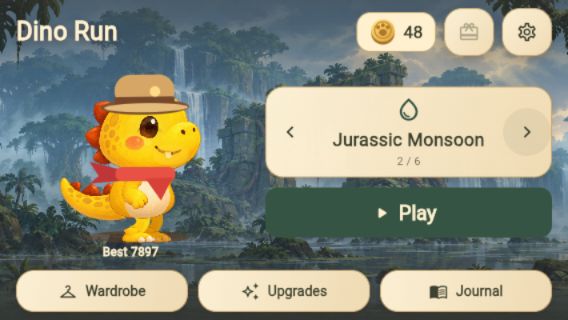 Dino Run
48
Jurassic Monsoon
2 / 6
Play
Best 7897
Wardrobe
Upgrades
Journal